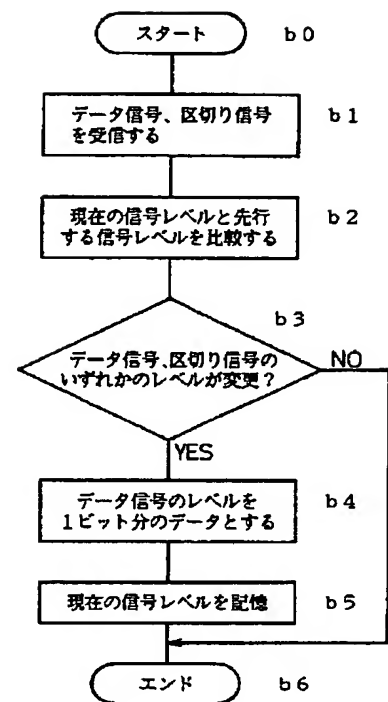 スタート b0
データ信号、区切り信号 b1
を受信する
現在の信号レベルと先行 b2
する信号レベルを比較する
b3
データ信号、区切り信号の
いずれかのレベルが変更？
NO
YES
データ信号のレベルを b4
1ビット分のデータとする
現在の信号レベルを記憶 b5
エンド b6